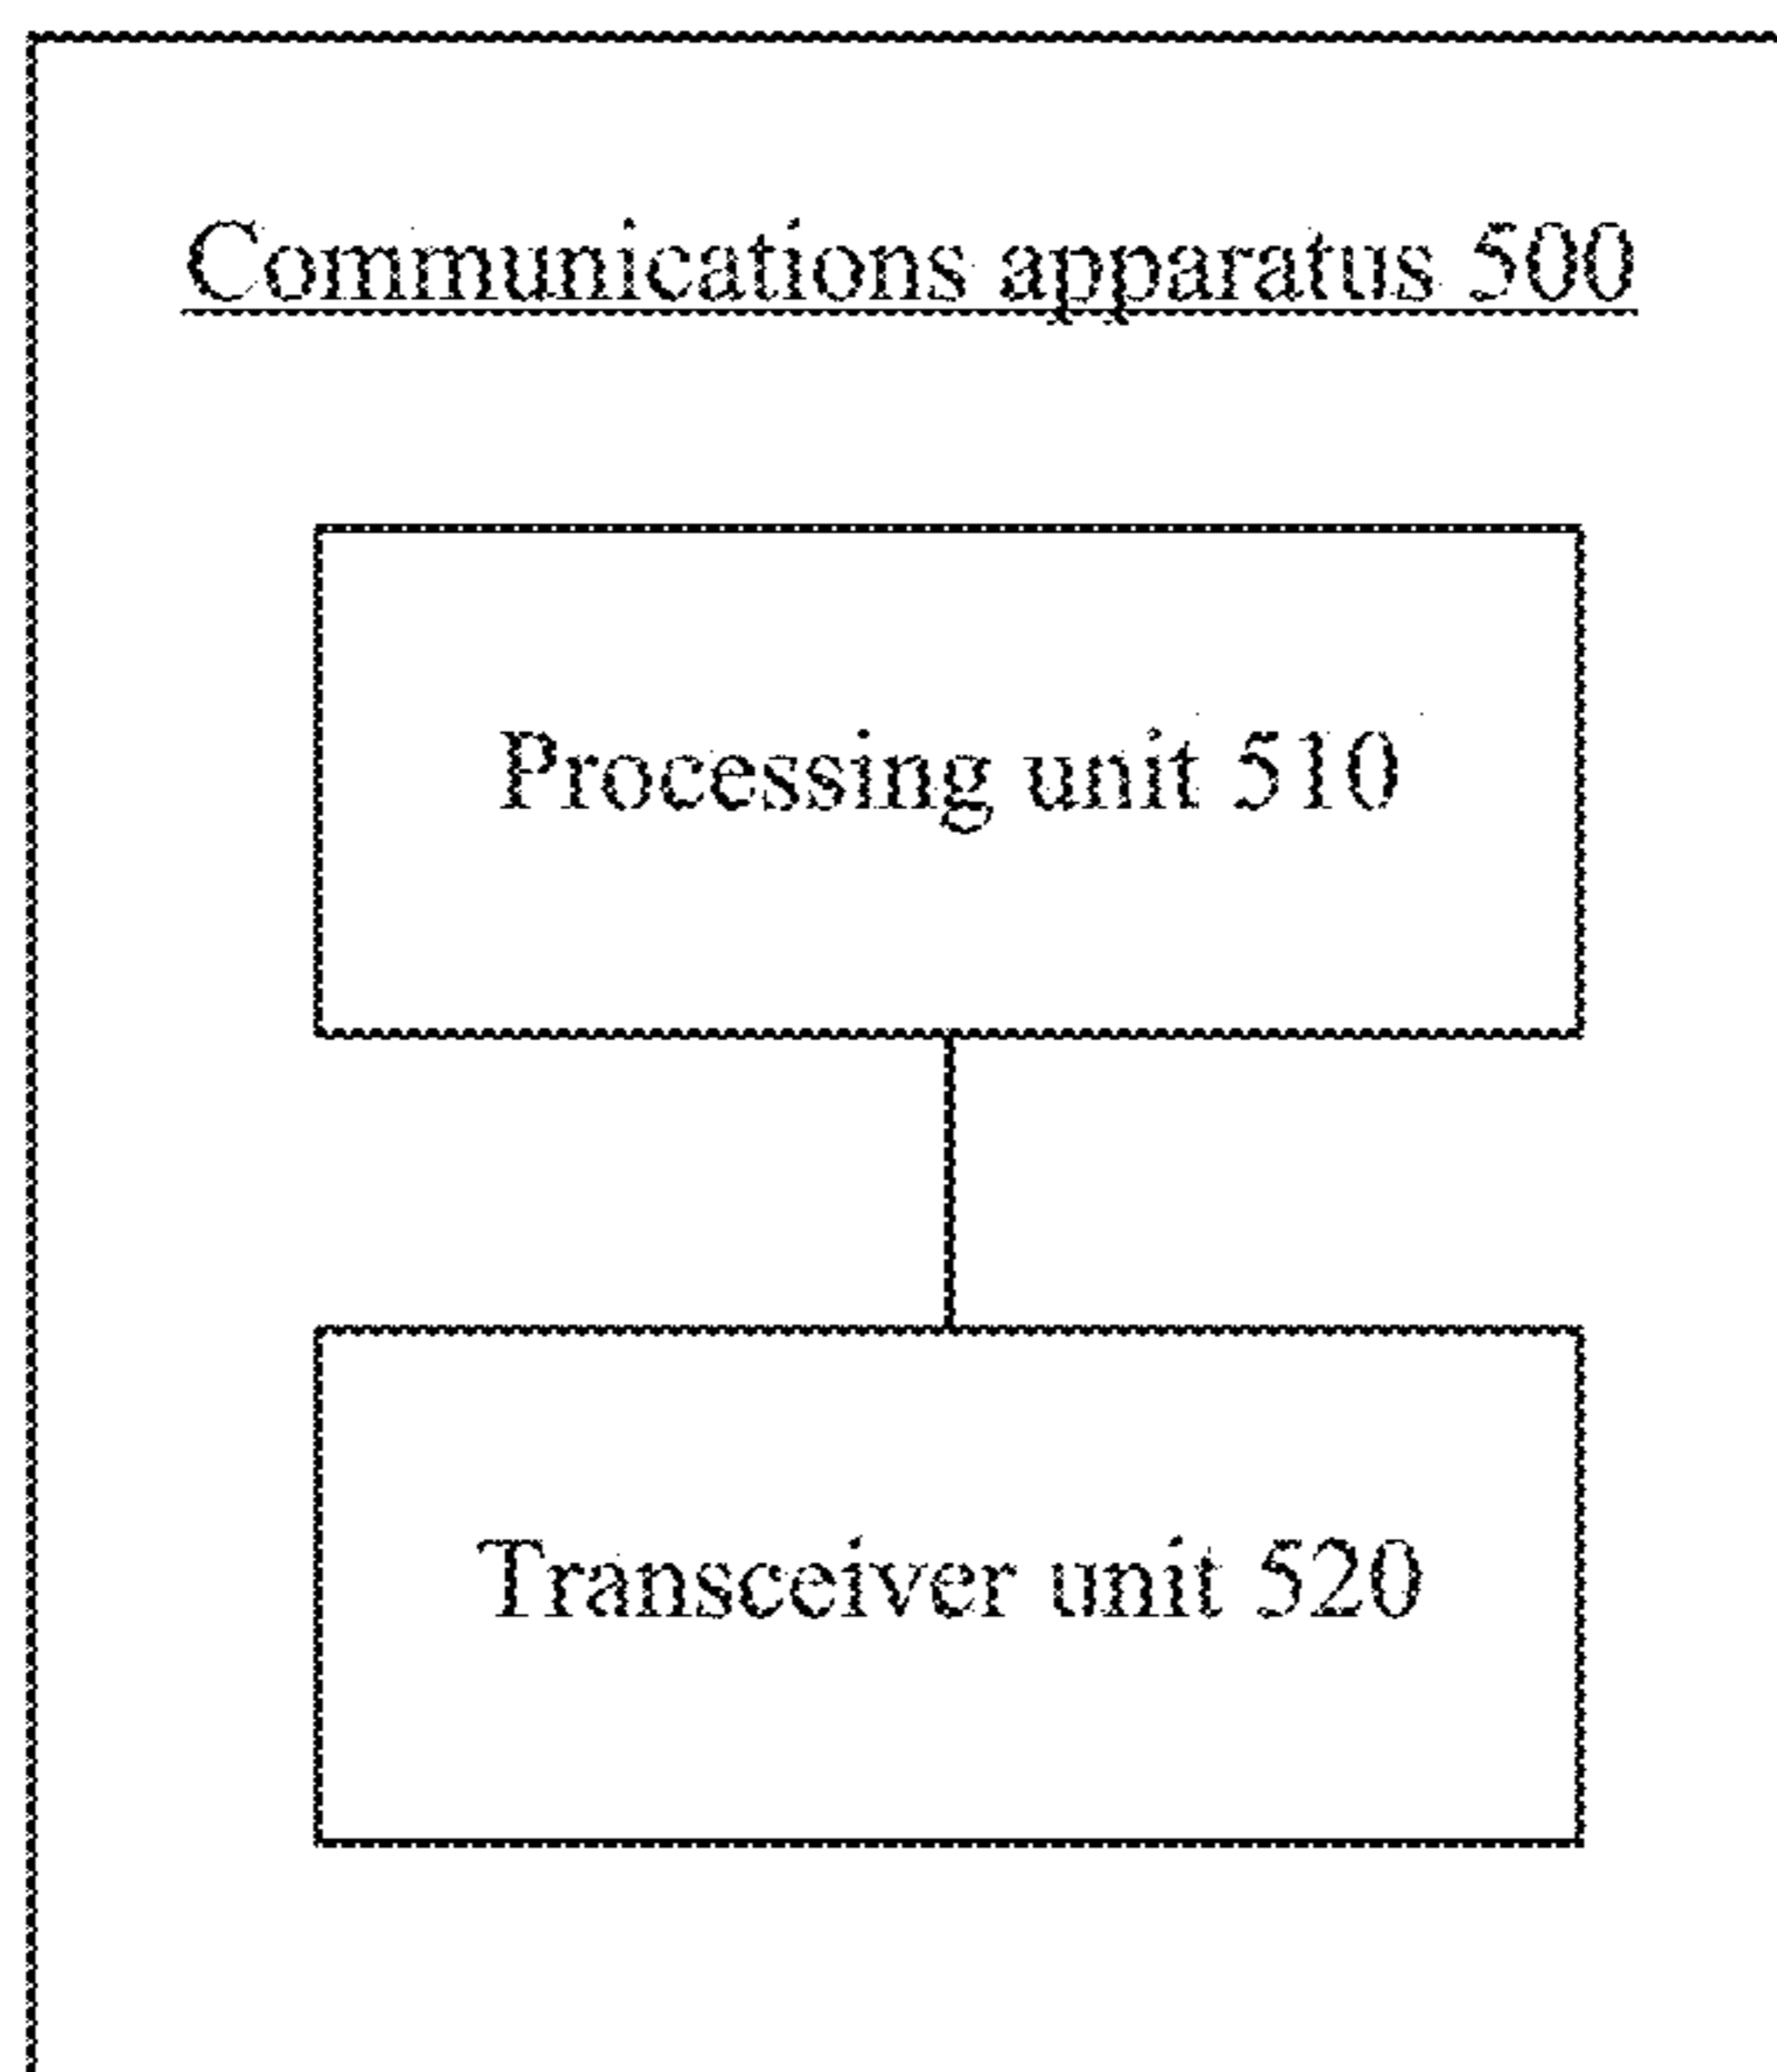 Communications apparatus 500
Processing unit 510
Transceiver unit 520